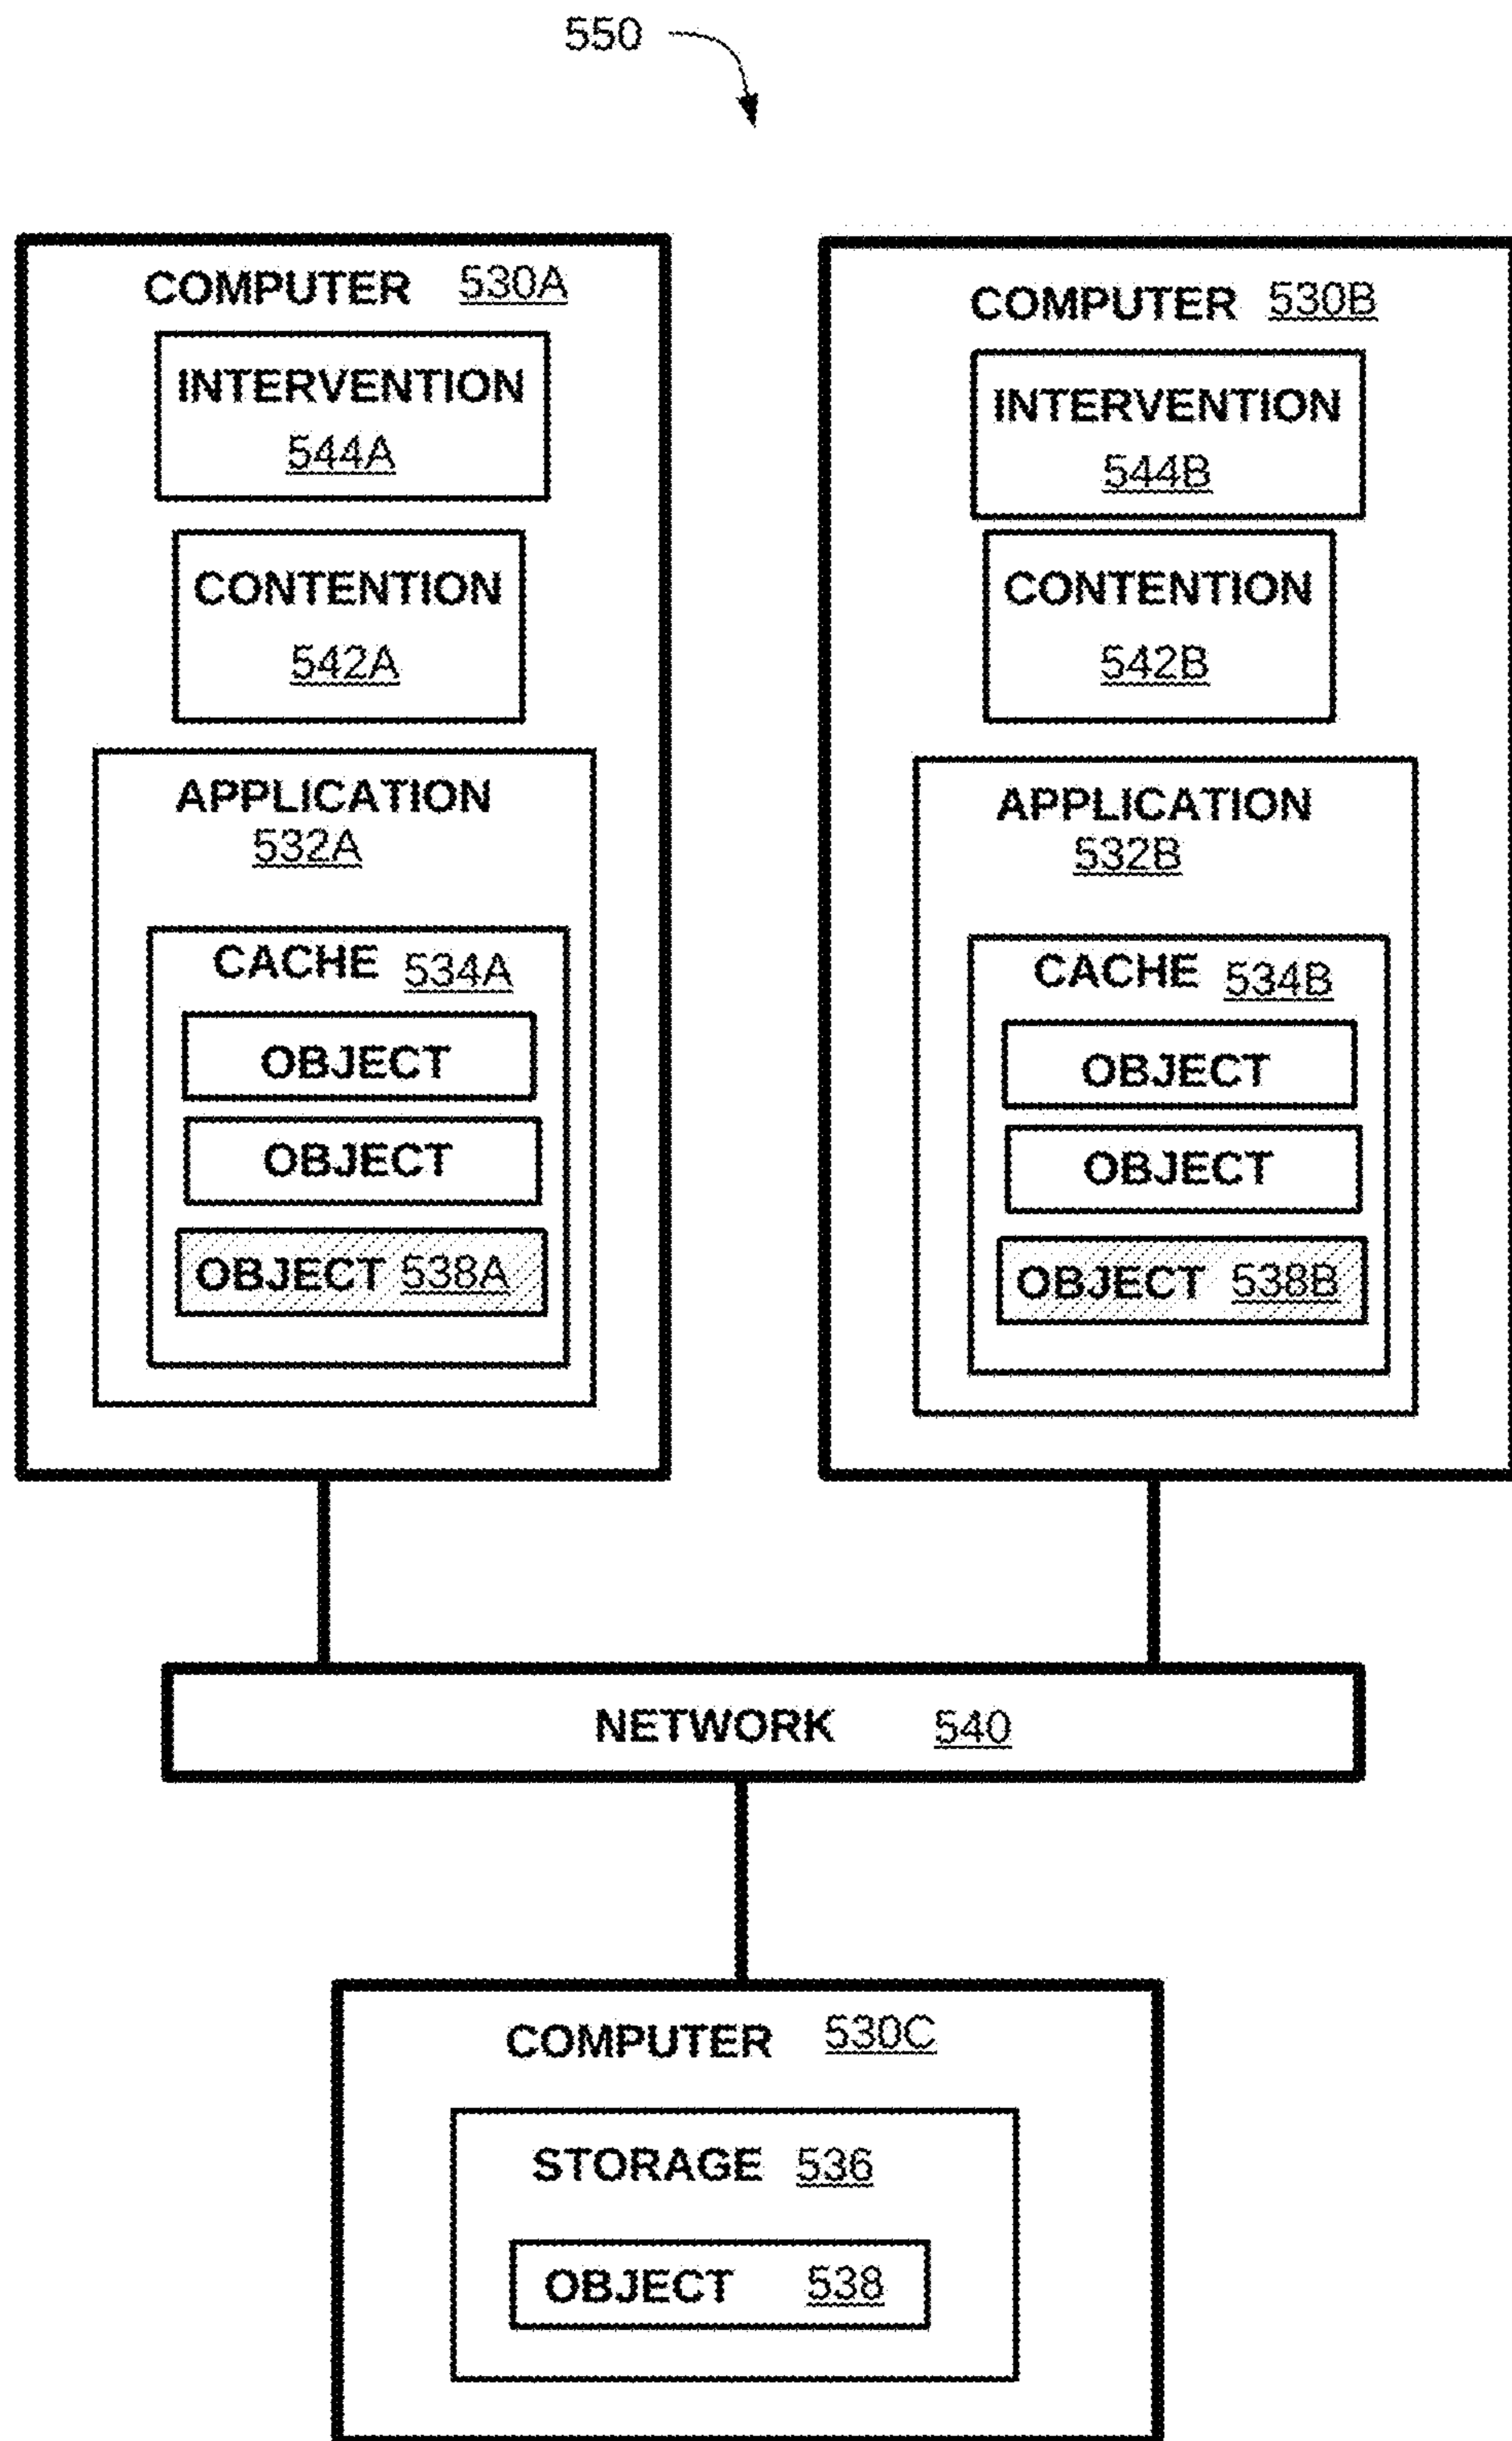 550
COMPUTER 530A
INTERVENTION
544A
CONTENTION
542A
APPLICATION
532A
CACHE 534A
OBJECT
OBJECT
OBJECT 538A
COMPUTER 530B
INTERVENTION
544B
CONTENTION
542B
APPLICATION
532B
CACHE 534B
OBJECT
OBJECT
OBJECT 538B
NETWORK 540
COMPUTER 530C
STORAGE 536
OBJECT 538